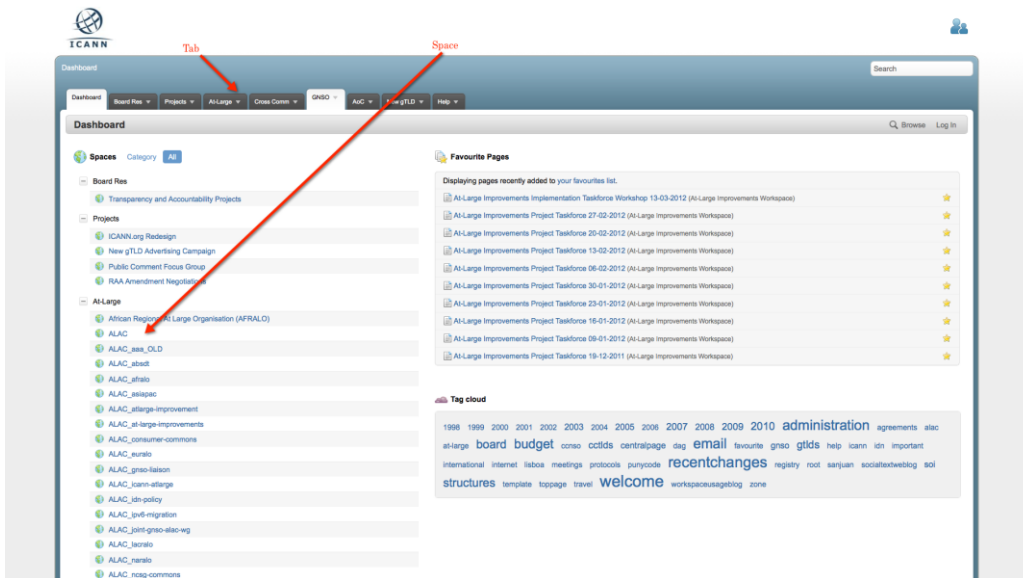 ICANN
Tab
Space
Dashboard
Search
Dashboard Board Res Projects At-Large Cross Comm GNSO AoC New gTLD Help
Dashboard
Browse Log In
Spaces Category All
Board Res
Transparency and Accountability Projects
Projects
ICANN.org Redesign
New gTLD Advertising Campaign
Public Comment Focus Group
RAA Amendment Negotiations
At-Large
African Regional At Large Organisation (AFRALO)
ALAC
ALAC_aaa_OLD
ALAC_absdt
ALAC_afralo
ALAC_asiapac
ALAC_atlarge-improvement
ALAC_at-large-improvements
ALAC_consumer-commons
ALAC_euralo
ALAC_gnso-liaison
ALAC_icann-atlarge
ALAC_idn-policy
ALAC_ipv6-migration
ALAC_joint-gnso-alac-wg
ALAC_lacralo
ALAC_naralo
ALAC_ncsg-commons
Favourite Pages
Displaying pages recently added to your favourites list.
At-Large Improvements Implementation Taskforce Workshop 13-03-2012 (At-Large Improvements Workspace)
At-Large Improvements Project Taskforce 27-02-2012 (At-Large Improvements Workspace)
At-Large Improvements Project Taskforce 20-02-2012 (At-Large Improvements Workspace)
At-Large Improvements Project Taskforce 13-02-2012 (At-Large Improvements Workspace)
At-Large Improvements Project Taskforce 06-02-2012 (At-Large Improvements Workspace)
At-Large Improvements Project Taskforce 30-01-2012 (At-Large Improvements Workspace)
At-Large Improvements Project Taskforce 23-01-2012 (At-Large Improvements Workspace)
At-Large Improvements Project Taskforce 16-01-2012 (At-Large Improvements Workspace)
At-Large Improvements Project Taskforce 09-01-2012 (At-Large Improvements Workspace)
At-Large Improvements Project Taskforce 19-12-2011 (At-Large Improvements Workspace)
Tag cloud
1998 1999 2000 2001 2002 2003 2004 2005 2006 2007 2008 2009 2010 administration agreements alac
at-large board budget ccnso cctlds centralpage dag email favourite gnso gtlds help icann idn important
international internet lisboa meetings protocols punycode recentchanges registry root sanjuan socialtextweblog soi
structures template toppage travel welcome workspaceusageblog zone